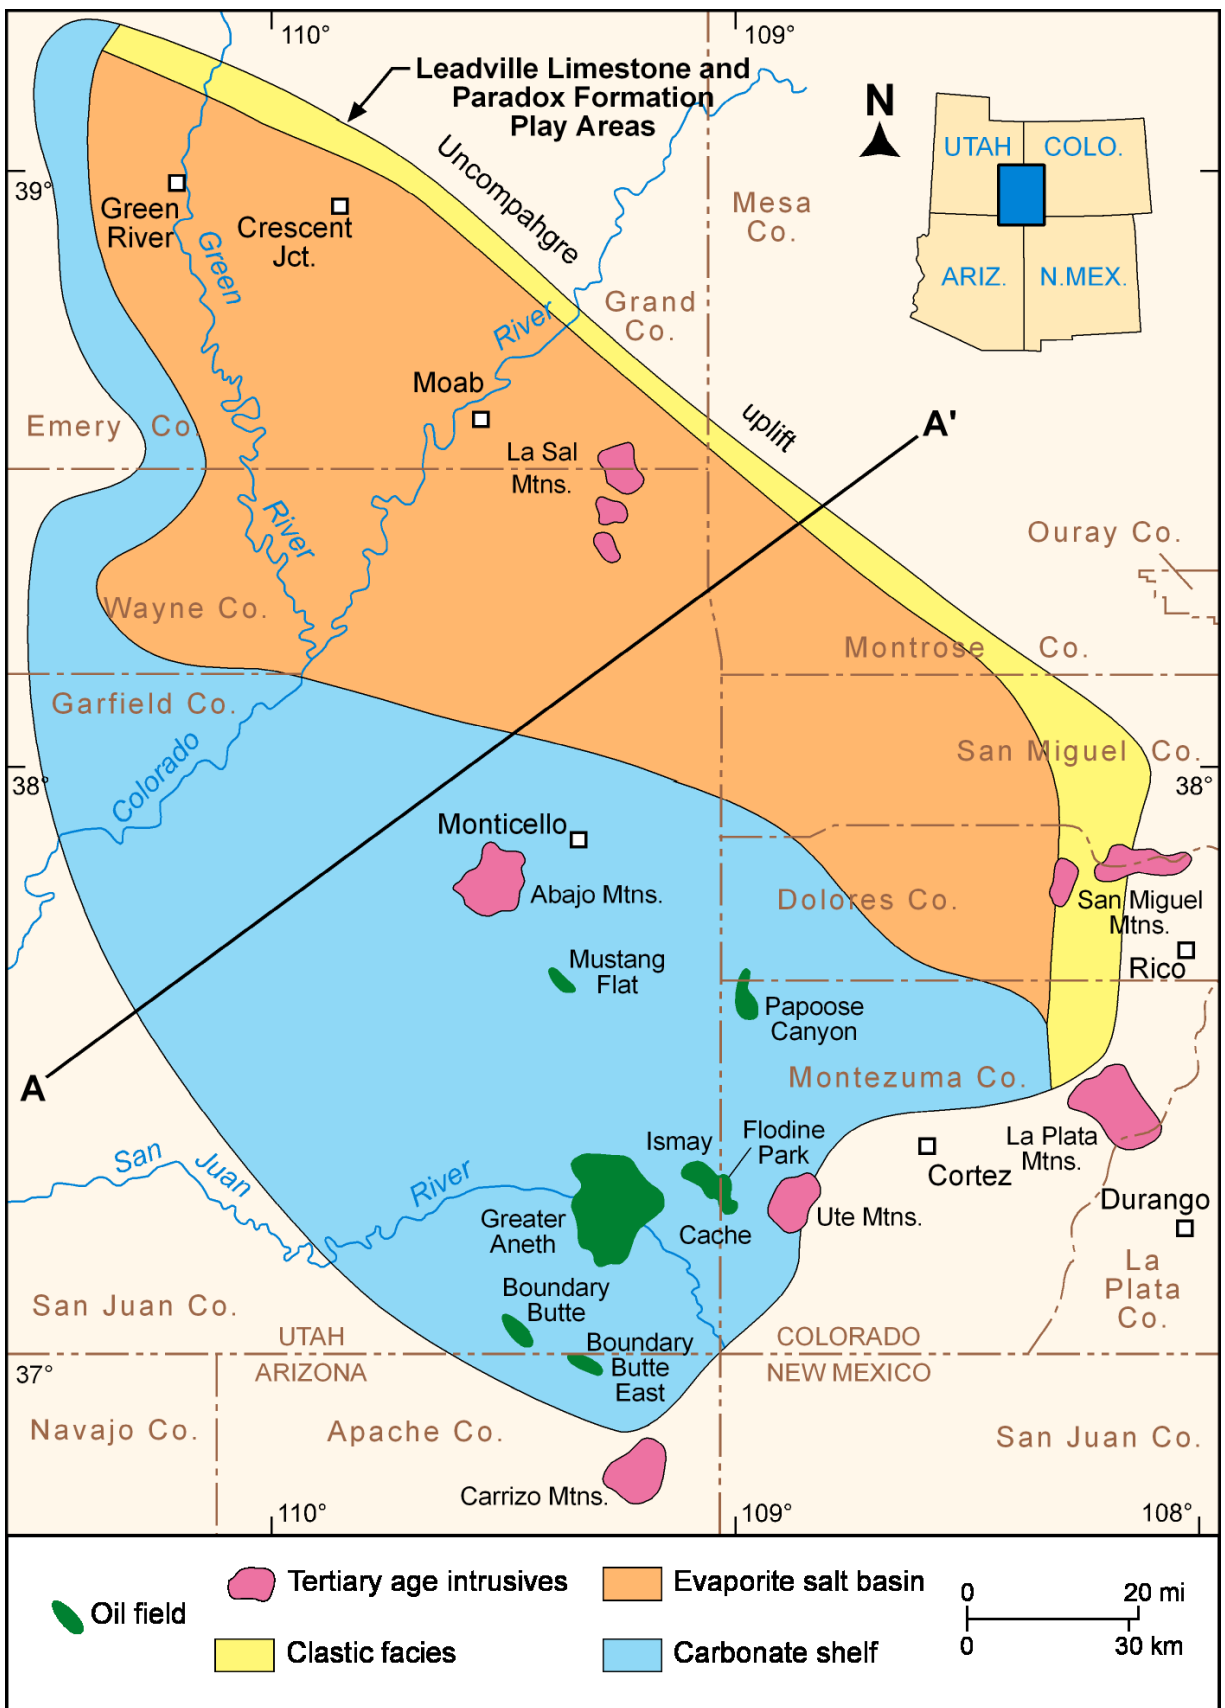 110°
109°
Leadville Limestone and
Paradox Formation
Play Areas
N
UTAH
COLO.
ARIZ.
N.MEX.
Uncompahgre
39°
Mesa
Co.
Green
River
Crescent
Jct.
Green
Grand
Co.
River
Moab
uplift
A'
Emery Co.
La Sal
Mtns.
River
Ouray Co.
Wayne Co.
Montrose Co.
Garfield Co.
San Miguel Co.
Colorado
38°
38°
Monticello
Abajo Mtns.
Dolores Co.
San Miguel
Mtns.
Rico
Mustang
Flat
Papoose
Canyon
A
Montezuma Co.
San Juan River
Ismay
Flodine
Park
La Plata
Mtns.
Cortez
Durango
Greater
Aneth
Cache
Ute Mtns.
La
Plata
Co.
Boundary
Butte
San Juan Co.
UTAH
COLORADO
Boundary
Butte
East
37°
ARIZONA
NEW MEXICO
Navajo Co.
Apache Co.
San Juan Co.
Carrizo Mtns.
110°
109°
108°
Oil field
Tertiary age intrusives
Clastic facies
Evaporite salt basin
Carbonate shelf
0 20 mi
0 30 km